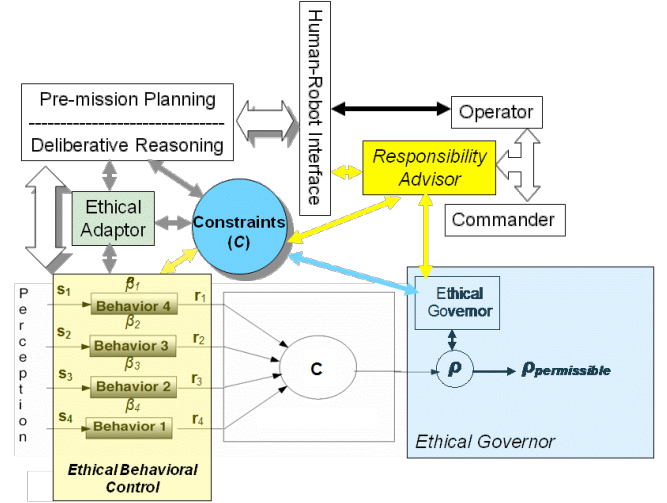 Human-Robot Interface
Pre-mission Planning
Deliberative Reasoning
Operator
Responsibility
Advisor
Commander
Ethical
Adaptor
Constraints
(C)
Perception
β1
s1 Behavior 4 r1
β2
s2 Behavior 3 r2
β3
s3 Behavior 2 r3
β4
s4 Behavior 1 r4
Ethical Behavioral
Control
C
Ethical
Governor
ρ
ρpermissible
Ethical Governor